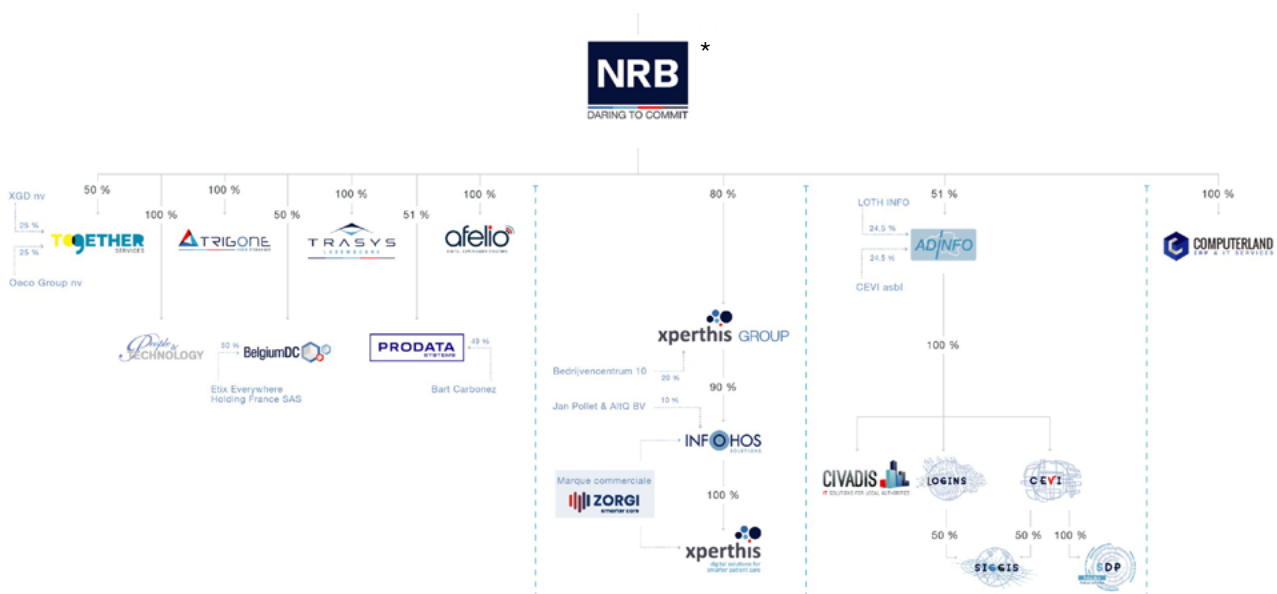 NRB
*
DARING TO COMMIT
50 %
100 %
100 %
50 %
100 %
51 %
100 %
80 %
51 %
100 %
XGD nv
25 %
25 %
Oeco Group nv
TOGETHER
SERVICES
TRIGONE
TRASYS
LUXEMBOURG
afelio
LOTH INFO
24,5 %
24,5 %
CEVI asbl
ADINFO
COMPUTERLAND
ERP & IT SERVICES
People &
TECHNOLOGY
50 %
BelgiumDC
Etix Everywhere
Holding France SAS
PRODATA
SYSTEMS
49 %
Bart Carbonez
xperthis GROUP
Bedrijvencentrum 10
20 %
90 %
Jan Pollet & AltQ BV
10 %
INFOHOS
SOLUTIONS
Marque commerciale
ZORGI
smarter care
100 %
xperthis
digital solutions for
smarter patient care
100 %
CIVADIS
IT SOLUTIONS FOR LOCAL AUTHORITIES
LOGINS
CEVI
50 %
50 %
100 %
SIGGIS
SDP